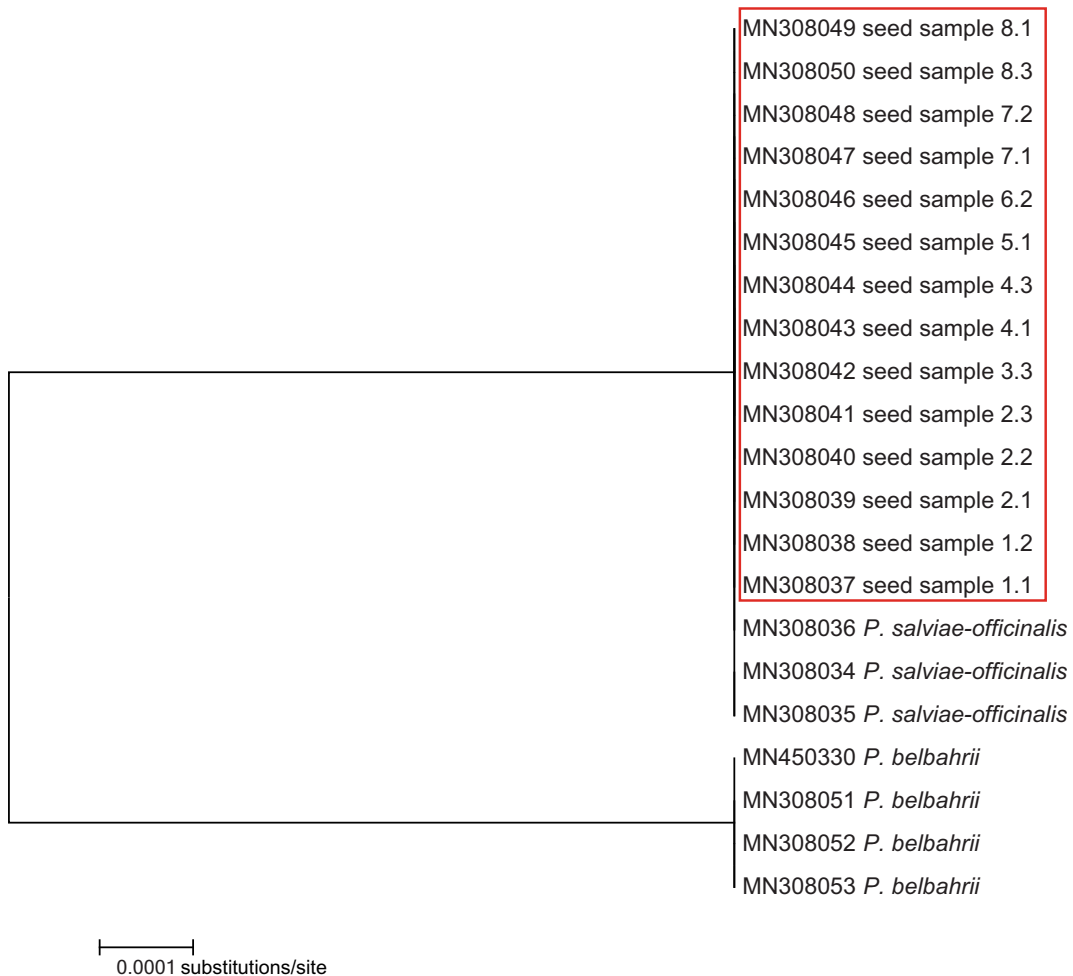 MN308049 seed sample 8.1
MN308050 seed sample 8.3
MN308048 seed sample 7.2
MN308047 seed sample 7.1
MN308046 seed sample 6.2
MN308045 seed sample 5.1
MN308044 seed sample 4.3
MN308043 seed sample 4.1
MN308042 seed sample 3.3
MN308041 seed sample 2.3
MN308040 seed sample 2.2
MN308039 seed sample 2.1
MN308038 seed sample 1.2
MN308037 seed sample 1.1
MN308036 P. salviae-officinalis
MN308034 P. salviae-officinalis
MN308035 P. salviae-officinalis
MN450330 P. belbahrii
MN308051 P. belbahrii
MN308052 P. belbahrii
MN308053 P. belbahrii
0.0001 substitutions/site